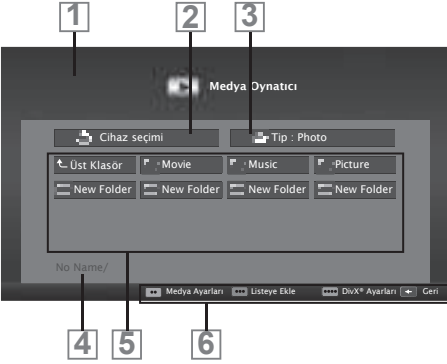 1 2 3
Medya Oynatıcı
Cihaz seçimi Tip : Photo
Üst Klasör Movie Music Picture
New Folder New Folder New Folder New Folder
No Name/
Medya Ayarları Listeye Ekle DivX® Ayarları Geri
4 5 6